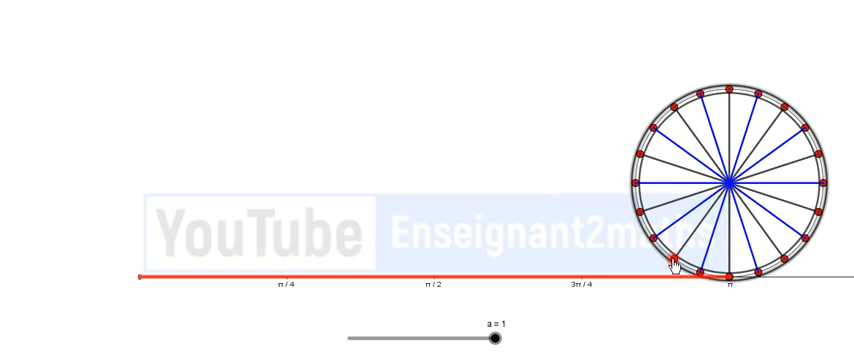 YouTube Enseignant2maths
π / 4 π / 2 3π / 4 π
a = 1